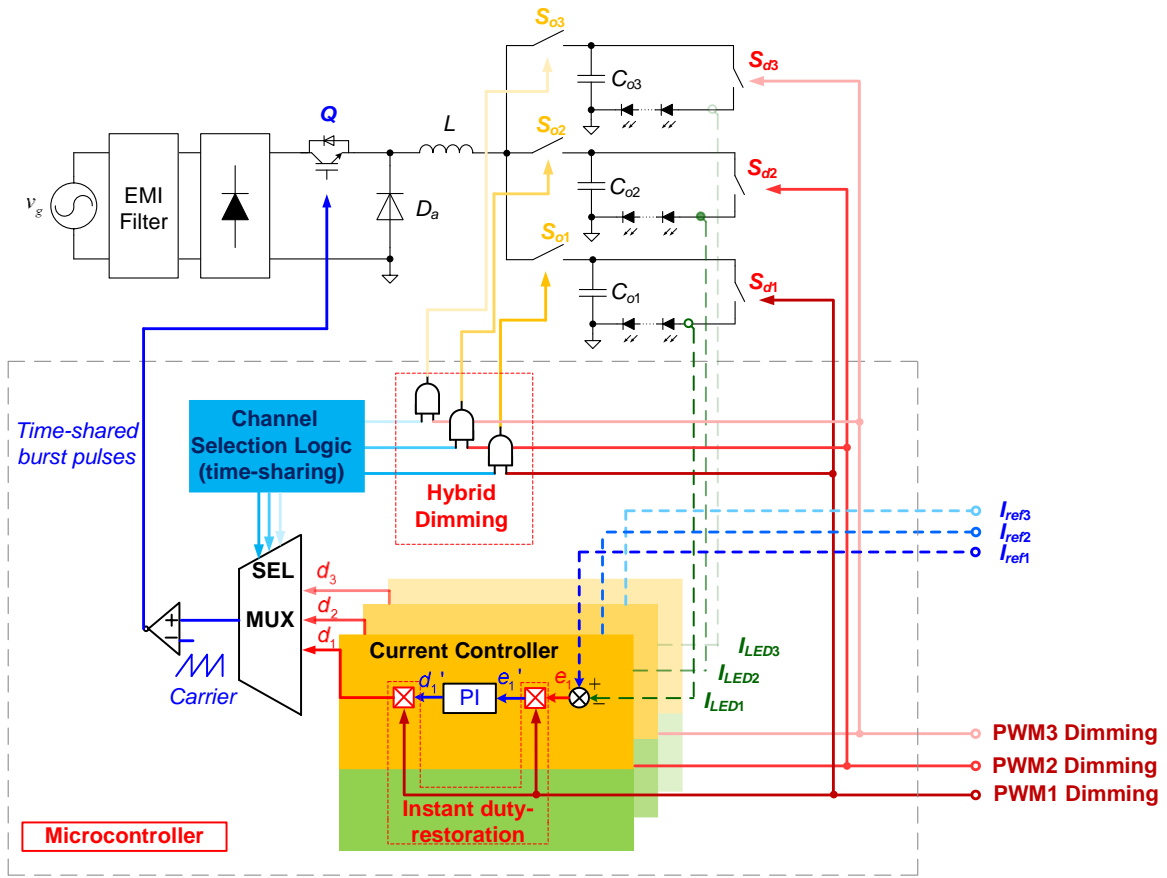 So3
Sd3
Co3
Q
L
So2
Sd2
EMI
Filter
vg
Da
Co2
So1
Sd1
Co1
Time-shared
burst pulses
Channel
Selection Logic
(time-sharing)
Hybrid
Dimming
Iref3
Iref2
Iref1
SEL
MUX
d3
d2
d1
+
−
Carrier
Current Controller
d1'
PI
e1'
e1
+
−
ILED3
ILED2
ILED1
PWM3 Dimming
PWM2 Dimming
PWM1 Dimming
Instant duty-
restoration
Microcontroller